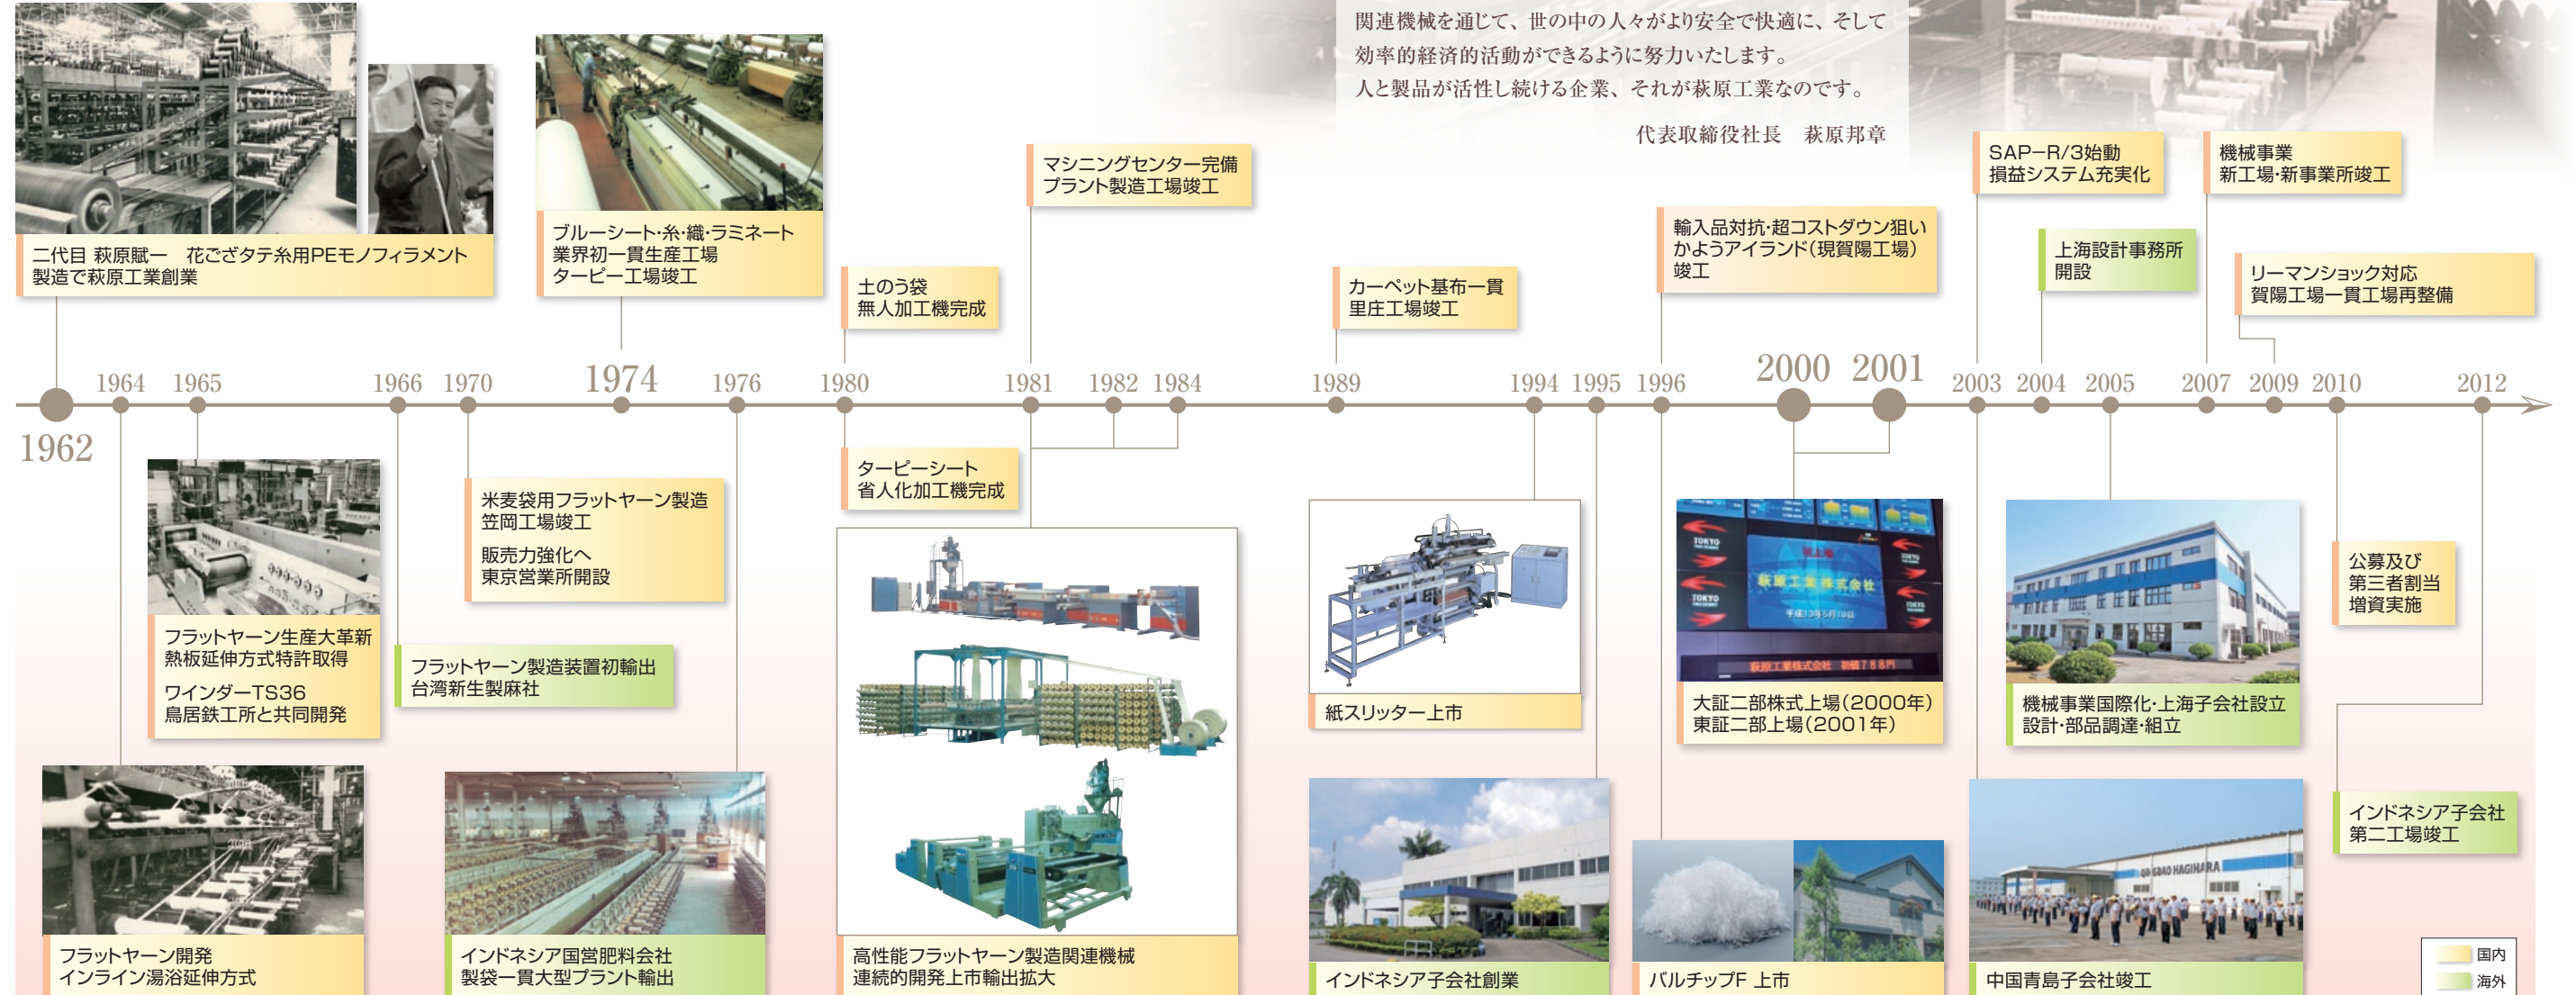 関連機械を通じて、世の中の人々がより安全で快適に、そして
効率的経済的活動ができるように努力いたします。
人と製品が活性し続ける企業、それが萩原工業なのです。
代表取締役社長　萩原邦章
二代目 萩原賦一　花ござタテ糸用PEモノフィラメント
製造で萩原工業創業
ブルーシート・糸・織・ラミネート
業界初一貫生産工場
ターピー工場竣工
土のう袋
無人加工機完成
マシニングセンター完備
プラント製造工場竣工
カーペット基布一貫
里庄工場竣工
輸入品対抗・超コストダウン狙い
かようアイランド（現賀陽工場）
竣工
SAP－R/3始動
損益システム充実化
上海設計事務所
開設
機械事業
新工場・新事業所竣工
リーマンショック対応
賀陽工場一貫工場再整備
1962
1964
1965
1966
1970
1974
1976
1980
1981
1982
1984
1989
1994
1995
1996
2000
2001
2003
2004
2005
2007
2009
2010
2012
フラットヤーン生産大革新
熱板延伸方式特許取得
ワインダーTS36
鳥居鉄工所と共同開発
フラットヤーン製造装置初輸出
台湾新生製麻社
米麦袋用フラットヤーン製造
笠岡工場竣工
販売力強化へ
東京営業所開設
ターピーシート
省人化加工機完成
紙スリッター上市
TOKYO
TOKYO
TOKYO
TOKYO
萩原工業株式会社
萩原工業株式会社　初値788円
大証二部株式上場（2000年）
東証二部上場（2001年）
機械事業国際化・上海子会社設立
設計・部品調達・組立
公募及び
第三者割当
増資実施
インドネシア子会社
第二工場竣工
フラットヤーン開発
インライン湯浴延伸方式
インドネシア国営肥料会社
製袋一貫大型プラント輸出
高性能フラットヤーン製造関連機械
連続的開発上市輸出拡大
インドネシア子会社創業
バルチップF 上市
QINGDAO HAGIHARA
中国青島子会社竣工
国内
海外